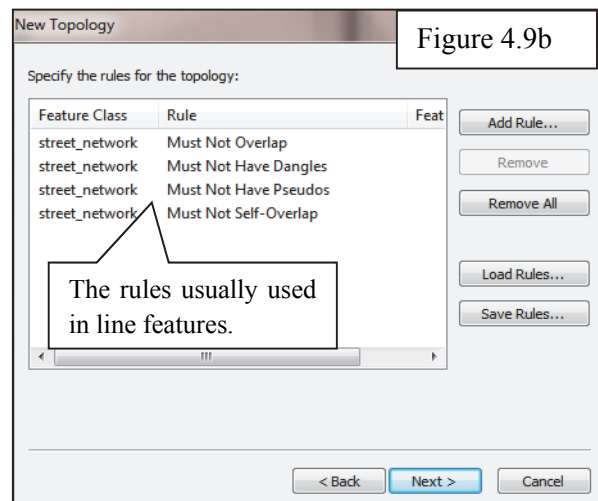 New Topology
Figure 4.9b
Specify the rules for the topology:
Feature Class Rule Feat
street_network Must Not Overlap
street_network Must Not Have Dangles
street_network Must Not Have Pseudos
street_network Must Not Self-Overlap
The rules usually used
in line features.
Add Rule...
Remove
Remove All
Load Rules...
Save Rules...
< Back Next > Cancel